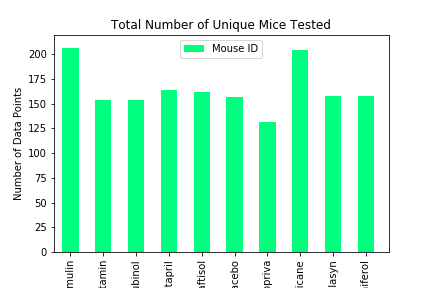 Total Number of Unique Mice Tested
Mouse ID
Number of Data Points
200
175
150
125
100
75
50
25
0
mulin
tamin
ubinol
tapril
aftisol
acebo
opriva
icane
lasyn
iferol